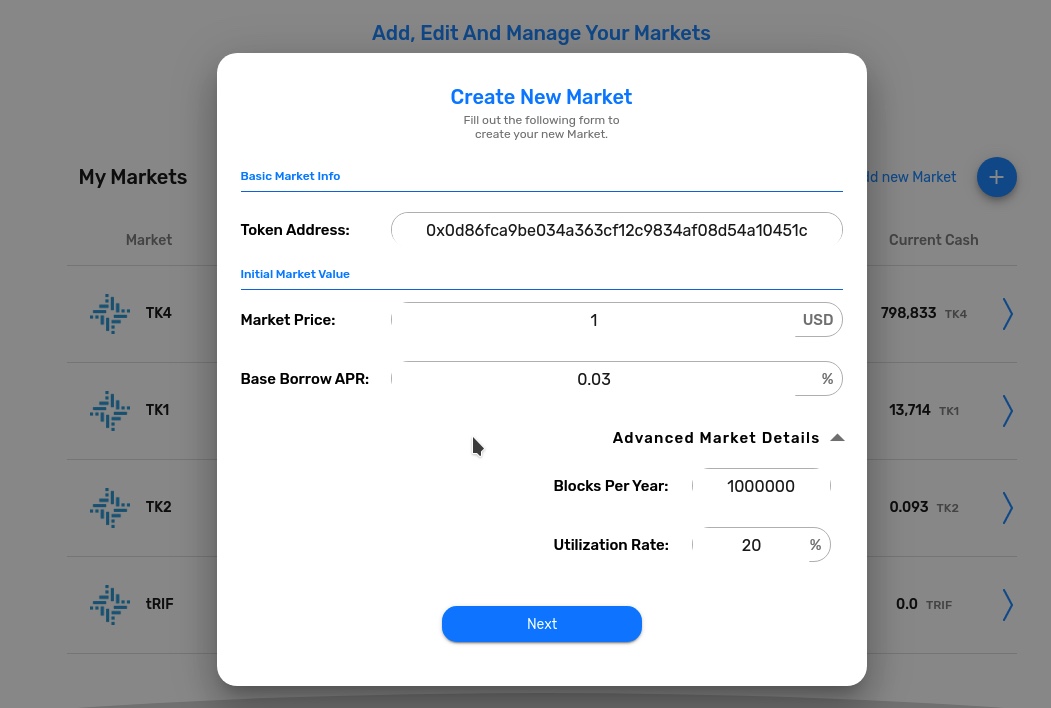 Add, Edit And Manage Your Markets
Create New Market
Fill out the following form to
create your new Market.
My Markets
Basic Market Info
new Market
+
Token Address:
0x0d86fca9be034a363cf12c9834af08d54a10451c
Market
Current Cash
Initial Market Value
TK4
Market Price:
1
USD
798,833 TK4
Base Borrow APR:
0.03
%
TK1
13,714 TK1
Advanced Market Details
Blocks Per Year:
1000000
TK2
0.093 TK2
Utilization Rate:
20
%
tRIF
0.0 TRIF
Next